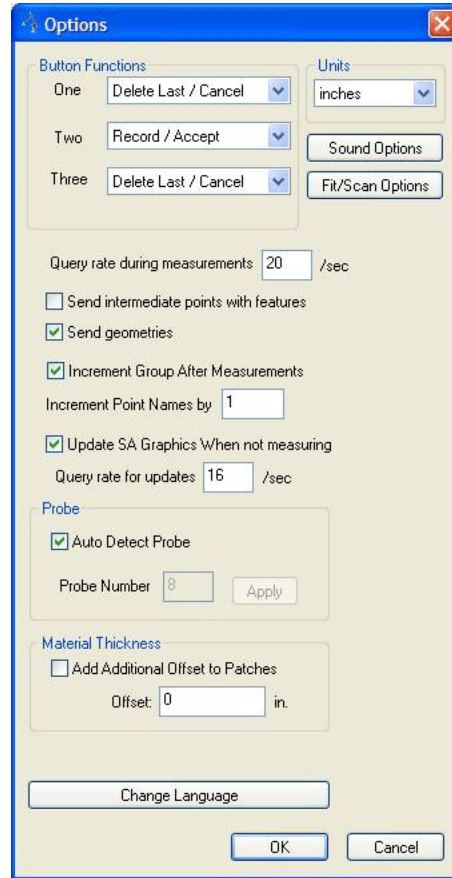 Options
Button Functions
One Delete Last / Cancel
Two Record / Accept
Three Delete Last / Cancel
Units
inches
Sound Options
Fit/Scan Options
Query rate during measurements 20 /sec
Send intermediate points with features
Send geometries
Increment Group After Measurements
Increment Point Names by 1
Update SA Graphics When not measuring
Query rate for updates 16 /sec
Probe
Auto Detect Probe
Probe Number 8 Apply
Material Thickness
Add Additional Offset to Patches
Offset: 0 in.
Change Language
OK Cancel